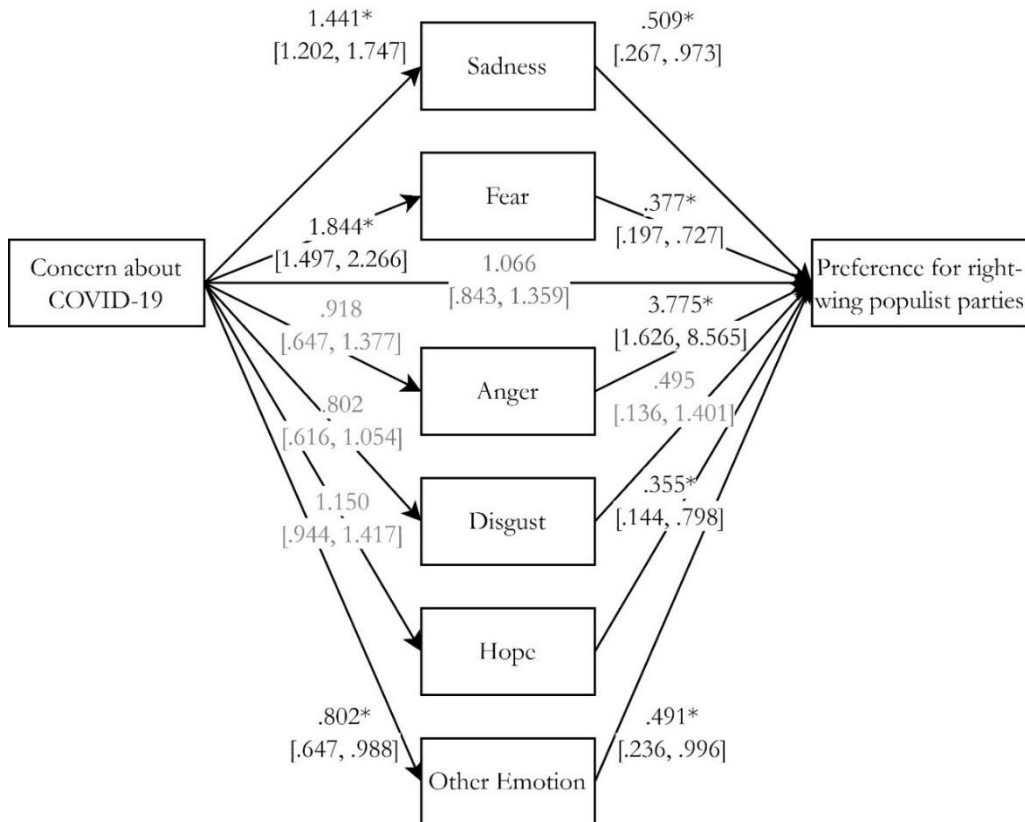 1.441*
[1.202, 1.747]
Sadness
.509*
[.267, .973]
Fear
1.844*
[1.497, 2.266]
.377*
[.197, .727]
Concern about
COVID-19
1.066
[.843, 1.359]
Preference for right-
wing populist parties
.918
[.647, 1.377]
Anger
3.775*
[1.626, 8.565]
.802
[.616, 1.054]
Disgust
.495
[.136, 1.401]
1.150
[.944, 1.417]
Hope
.355*
[.144, .798]
.802*
[.647, .988]
Other Emotion
.491*
[.236, .996]